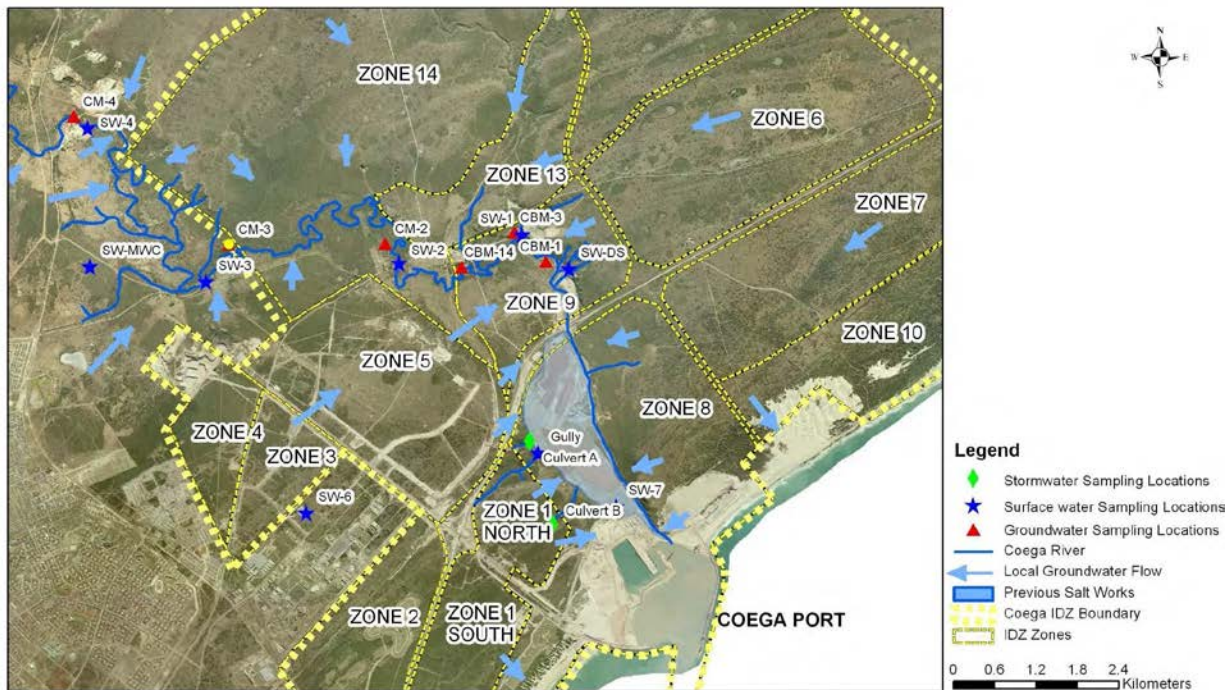 N
W E
S
ZONE 14
CM-4
SW-4
ZONE 6
ZONE 13
ZONE 7
SW-1 CBM-3
CM-3
CM-2
SW-MWC
SW-2
CBM-1
SW-DS
CBM-14
SW-3
ZONE 9
ZONE 10
ZONE 5
ZONE 8
ZONE 4
Gully
ZONE 3
Culvert A
SW-6
SW-7
ZONE 1
NORTH
Culvert B
ZONE 2
ZONE 1
SOUTH
COEGA PORT
Legend
Stormwater Sampling Locations
Surface water Sampling Locations
Groundwater Sampling Locations
Coega River
Local Groundwater Flow
Previous Salt Works
Coega IDZ Boundary
IDZ Zones
0 0.6 1.2 1.8 2.4
Kilometers